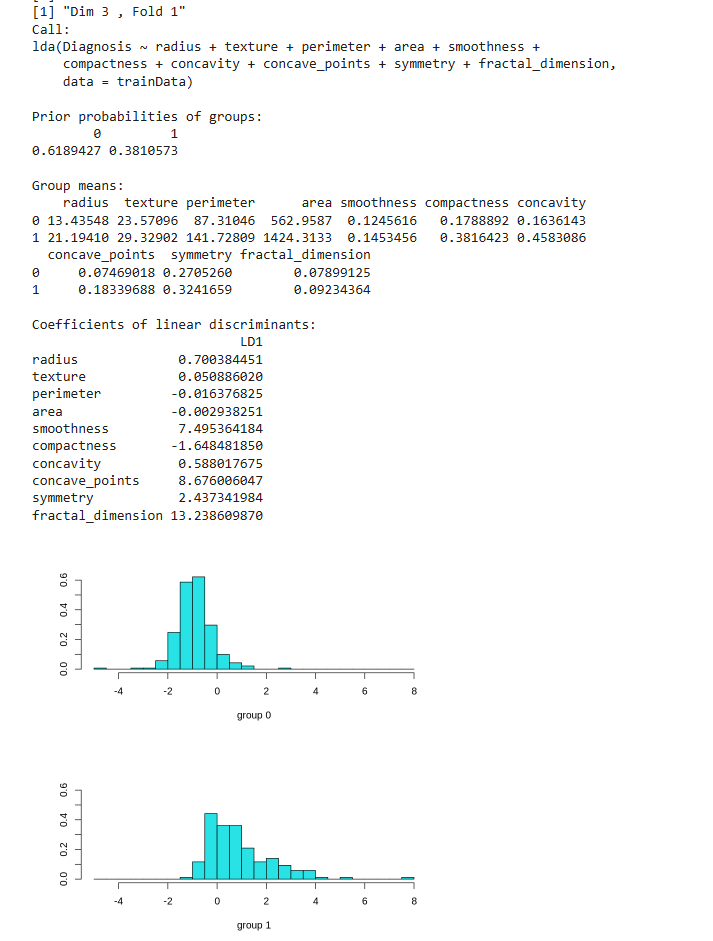 [1] "Dim 3 , Fold 1"
Call:
lda(Diagnosis ~ radius + texture + perimeter + area + smoothness +
    compactness + concavity + concave_points + symmetry + fractal_dimension,
    data = trainData)
Prior probabilities of groups:
        0         1
0.6189427 0.3810573
Group means:
    radius  texture perimeter      area smoothness compactness concavity
0 13.43548 23.57096  87.31046  562.9587  0.1245616   0.1788892 0.1636143
1 21.19410 29.32902 141.72809 1424.3133  0.1453456   0.3816423 0.4583086
  concave_points  symmetry fractal_dimension
0     0.07469018 0.2705260        0.07899125
1     0.18339688 0.3241659        0.09234364
Coefficients of linear discriminants:
                           LD1
radius             0.700384451
texture            0.050886020
perimeter         -0.016376825
area              -0.002938251
smoothness         7.495364184
compactness       -1.648481850
concavity          0.588017675
concave_points     8.676006047
symmetry           2.437341984
fractal_dimension 13.238609870
0.6
0.4
0.2
0.0
-4 -2 0 2 4 6 8
group 0
0.6
0.4
0.2
0.0
-4 -2 0 2 4 6 8
group 1